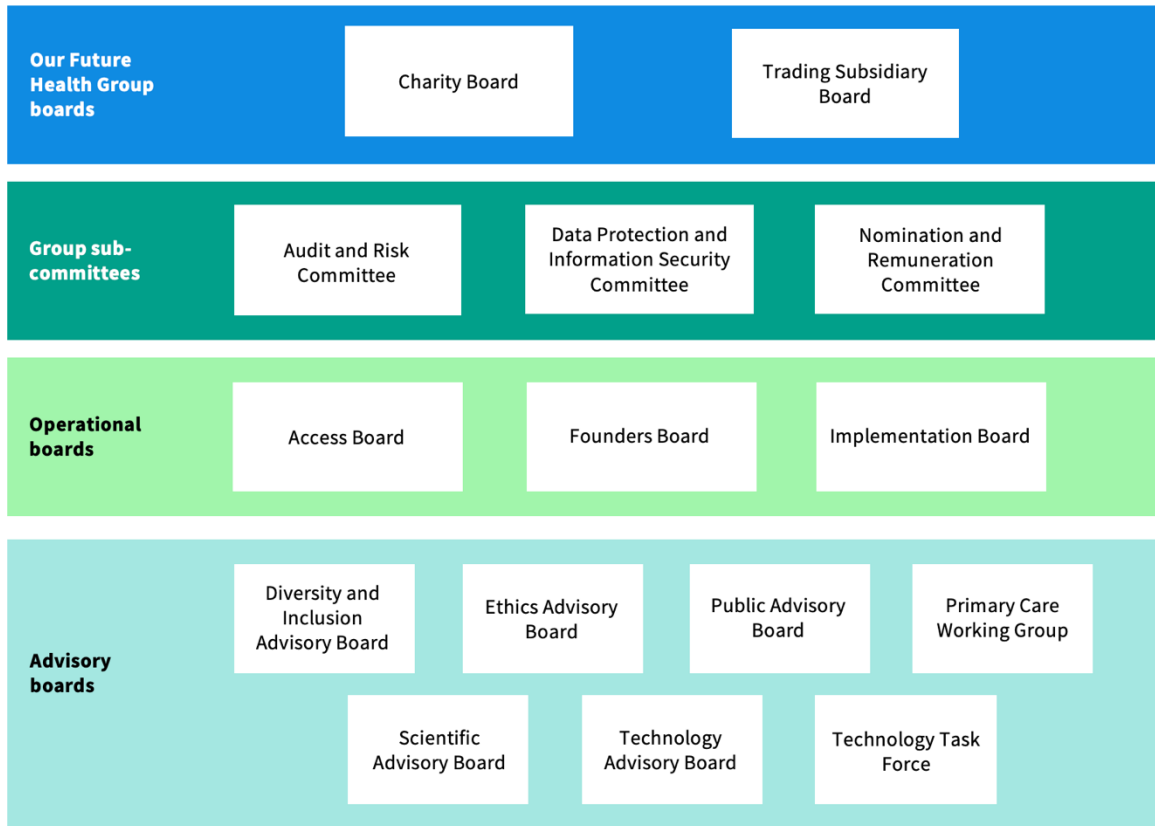 Our Future
Health Group
boards
Charity Board
Trading Subsidiary
Board
Group sub-
committees
Audit and Risk
Committee
Data Protection and
Information Security
Committee
Nomination and
Remuneration
Committee
Operational
boards
Access Board
Founders Board
Implementation Board
Advisory
boards
Diversity and
Inclusion
Advisory Board
Ethics Advisory
Board
Public Advisory
Board
Primary Care
Working Group
Scientific
Advisory Board
Technology
Advisory Board
Technology Task
Force